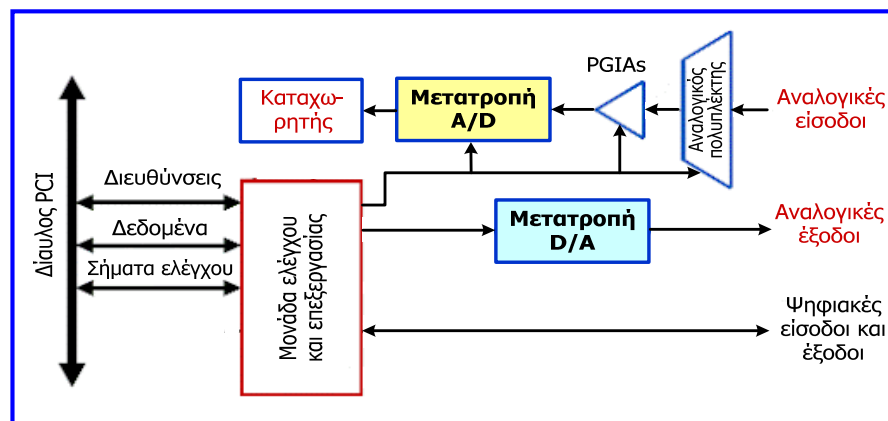 PGIAs
Καταχω-
ρητής
Μετατροπή
A/D
Αναλογικός
πολυπλέκτης
Αναλογικές
είσοδοι
Δίαυλος PCI
Διευθύνσεις
Δεδομένα
Σήματα ελέγχου
Μονάδα ελέγχου
και επεξεργασίας
Μετατροπή
D/A
Αναλογικές
έξοδοι
Ψηφιακές
είσοδοι και
έξοδοι